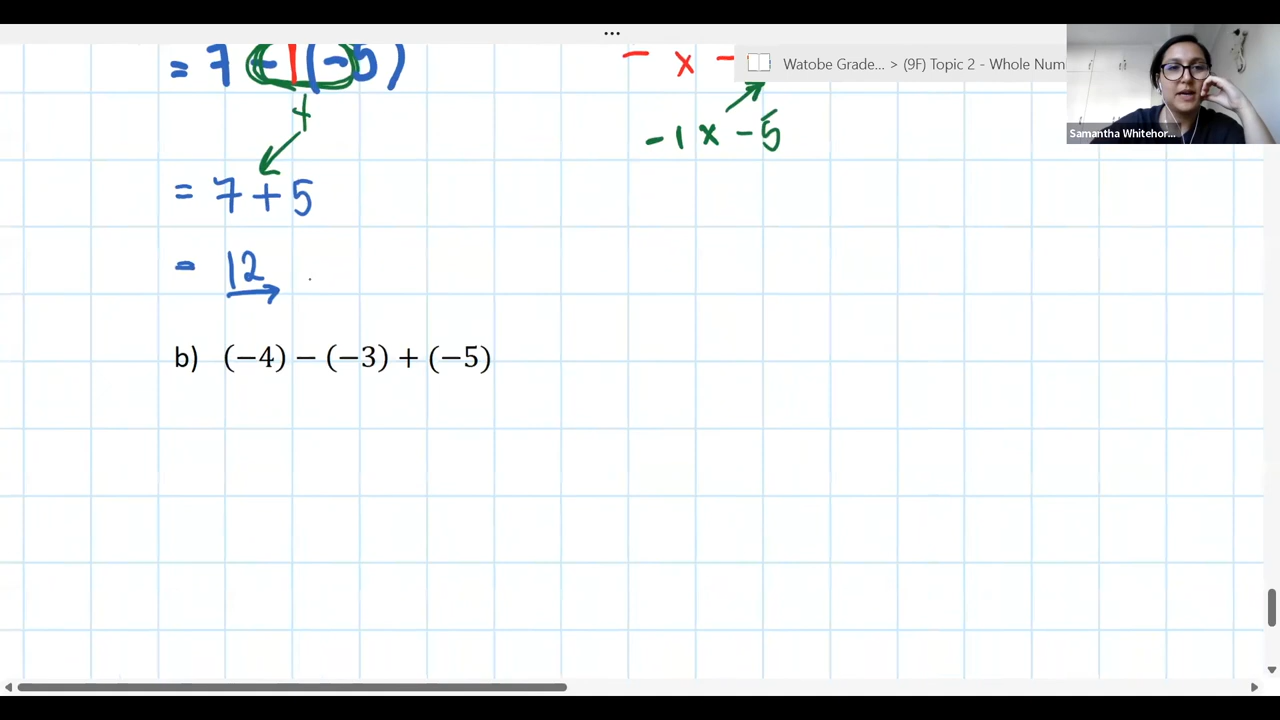 = 7 - 1(-5)
- x -
Watobe Grade... > (9F) Topic 2 - Whole Num
Samantha Whitehor...
+
-1 x -5
= 7 + 5
= 12
b) (−4) − (−3) + (−5)